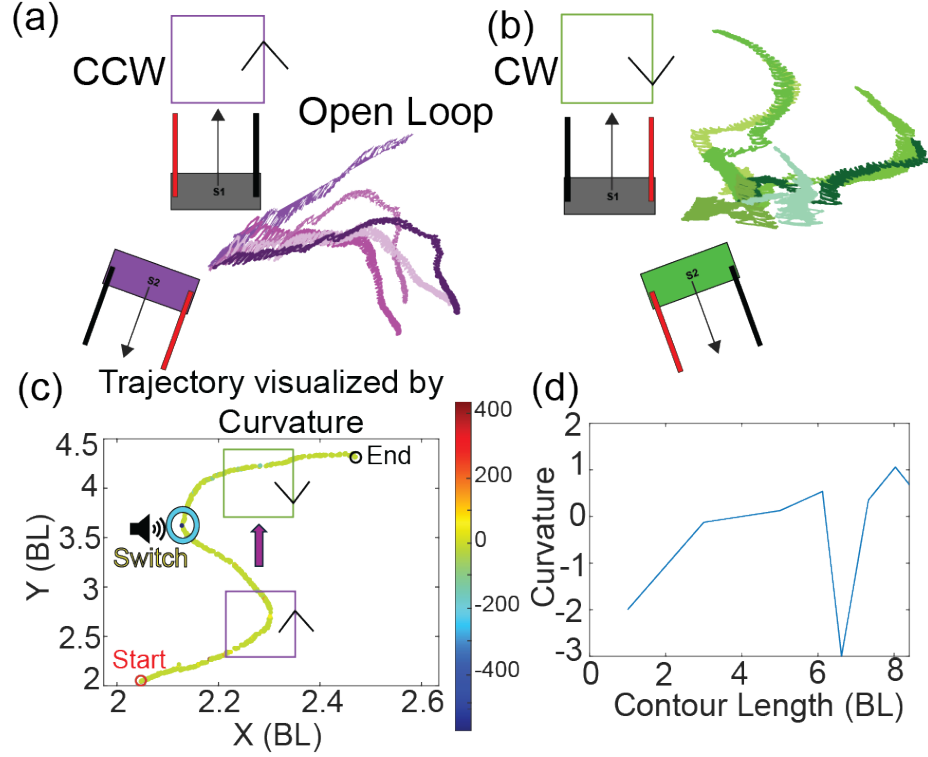 (a)
CCW
Open Loop
S1
S2
(b)
CW
S1
S2
(c)
Trajectory visualized by
Curvature
4.5
4
3.5
3
2.5
2
Y (BL)
End
Switch
Start
2
2.2
2.4
2.6
X (BL)
400
200
0
-200
-400
(d)
2
1
0
-1
-2
-3
Curvature
0
2
4
6
8
Contour Length (BL)